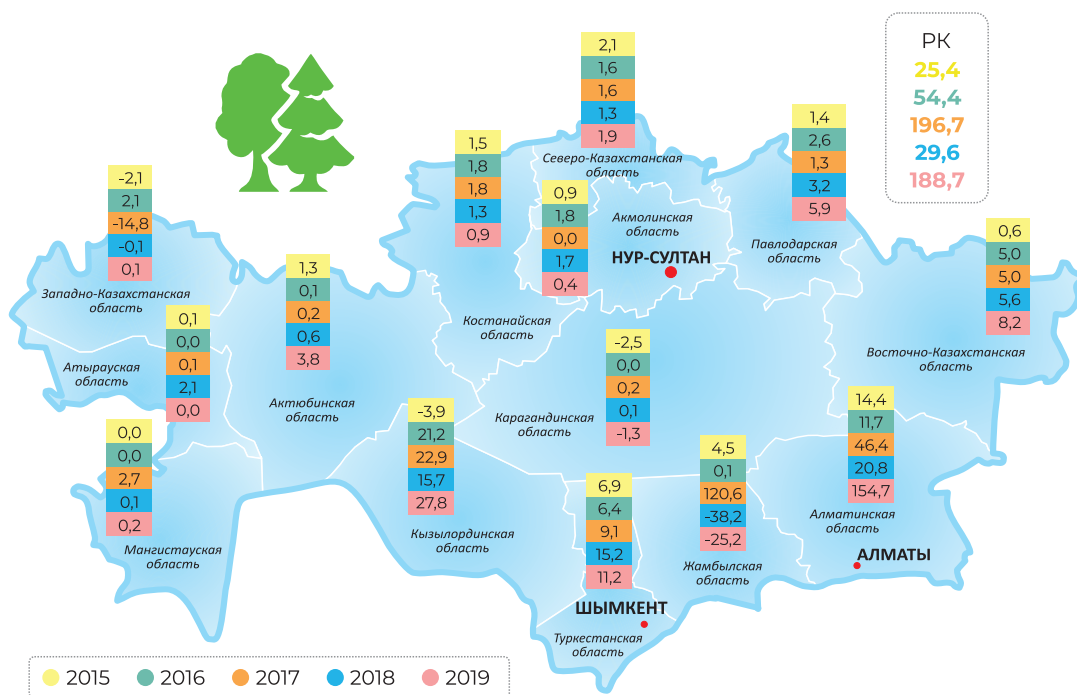 РК
25,4
54,4
196,7
29,6
188,7
2,1
1,6
1,6
1,3
1,9
Северо-Казахстанская
область
1,4
2,6
1,3
3,2
5,9
Павлодарская
область
1,5
1,8
1,8
1,3
0,9
Костанайская
область
0,9
1,8
0,0
1,7
0,4
Акмолинская
область
НУР-СУЛТАН
-2,1
2,1
-14,8
-0,1
0,1
Западно-Казахстанская
область
0,6
5,0
5,0
5,6
8,2
Восточно-Казахстанская
область
1,3
0,1
0,2
0,6
3,8
Актюбинская
область
0,1
0,0
0,1
2,1
0,0
Атырауская
область
-2,5
0,0
0,2
0,1
-1,3
Карагандинская
область
0,0
0,0
2,7
0,1
0,2
Мангистауская
область
-3,9
21,2
22,9
15,7
27,8
Кызылординская
область
14,4
11,7
46,4
20,8
154,7
Алматинская
область
АЛМАТЫ
4,5
0,1
120,6
-38,2
-25,2
Жамбылская
область
6,9
6,4
9,1
15,2
11,2
ШЫМКЕНТ
Туркестанская
область
2015 2016 2017 2018 2019